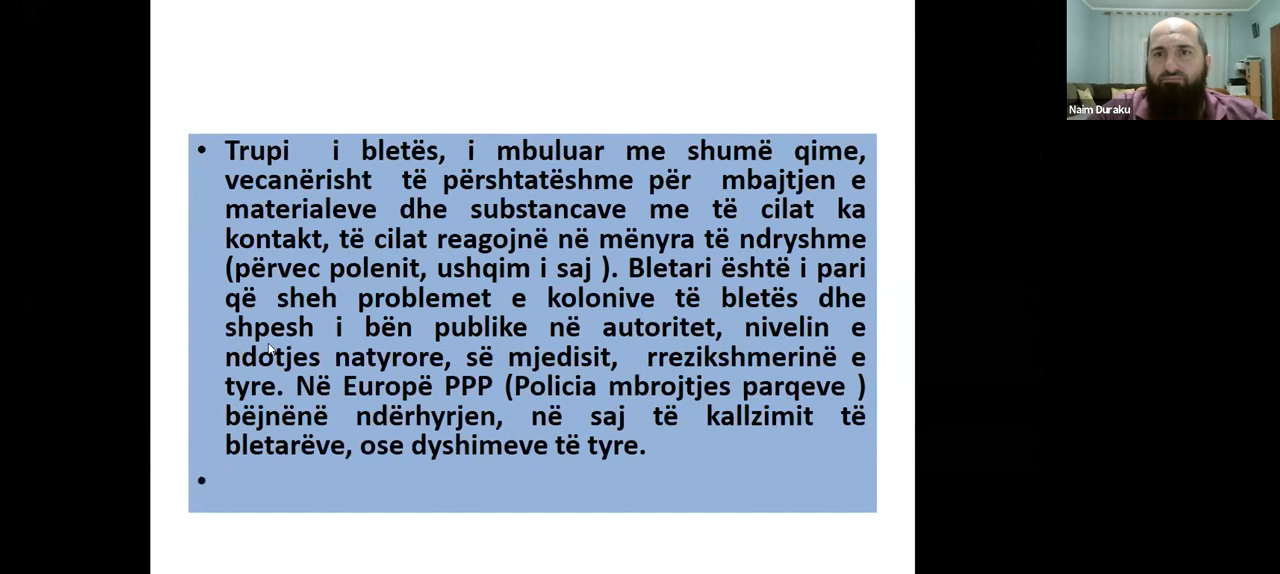 • Trupi i bletës, i mbuluar me shumë qime,
vecanërisht të përshtatëshme për mbajtjen e
materialeve dhe substancave me të cilat ka
kontakt, të cilat reagojnë në mënyra të ndryshme
(përvec polenit, ushqim i saj ). Bletari është i pari
që sheh problemet e kolonive të bletës dhe
shpesh i bën publike në autoritet, nivelin e
ndotjes natyrore, së mjedisit, rrezikshmerinë e
tyre. Në Europë PPP (Policia mbrojtjes parqeve )
bëjnënë ndërhyrjen, në saj të kallzimit të
bletarëve, ose dyshimeve të tyre.
•
Naim Duraku